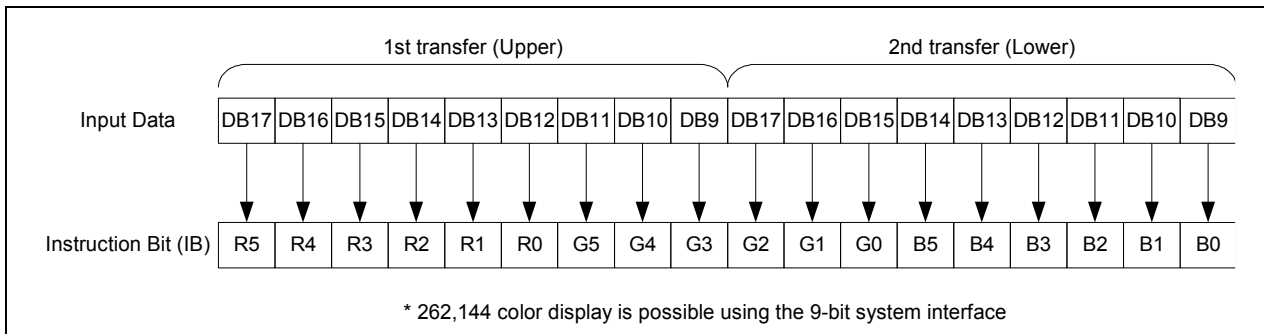 1st transfer (Upper) 2nd transfer (Lower)
Input Data DB17 DB16 DB15 DB14 DB13 DB12 DB11 DB10 DB9 DB17 DB16 DB15 DB14 DB13 DB12 DB11 DB10 DB9
Instruction Bit (IB) R5 R4 R3 R2 R1 R0 G5 G4 G3 G2 G1 G0 B5 B4 B3 B2 B1 B0
* 262,144 color display is possible using the 9-bit system interface